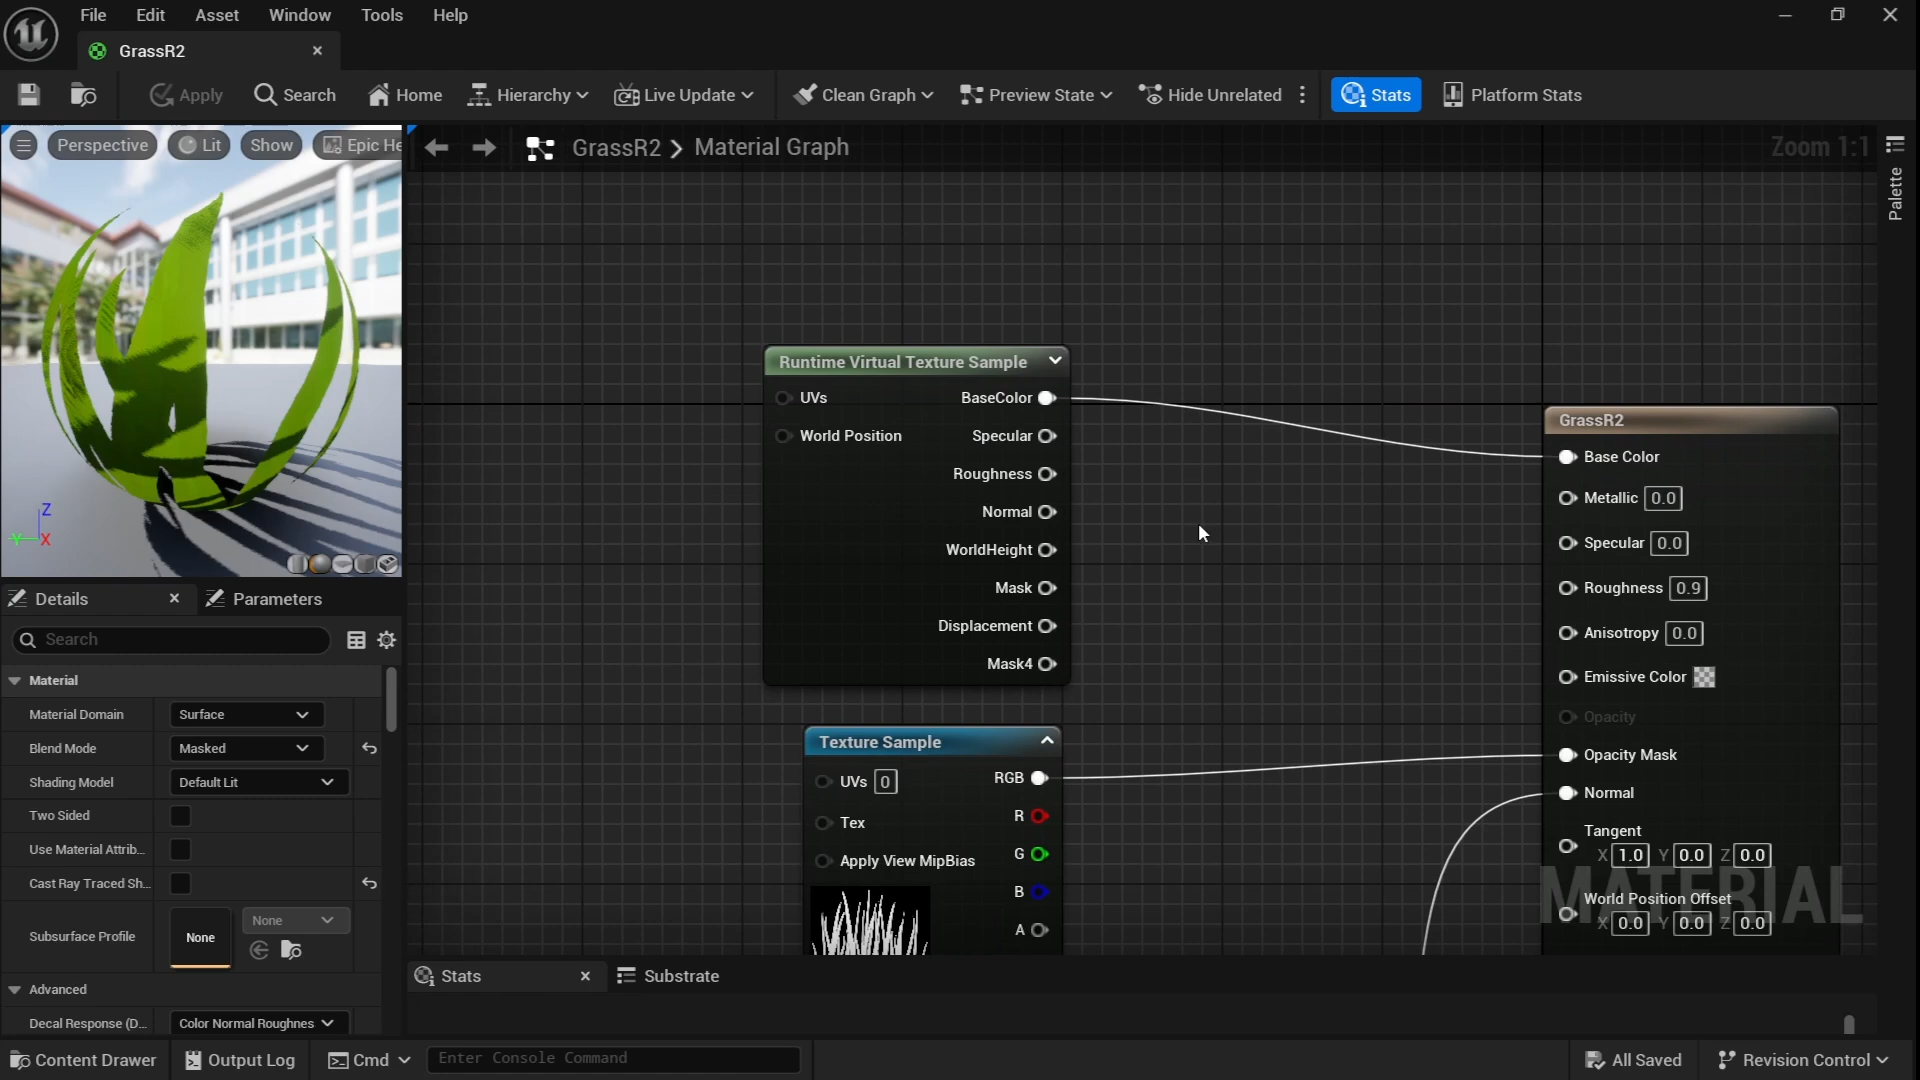 File Edit Asset Window Tools Help
GrassR2
Apply Search Home Hierarchy Live Update Clean Graph Preview State Hide Unrelated Stats Platform Stats
Perspective Lit Show Epic He
GrassR2 > Material Graph
Zoom 1:1
Palette
Runtime Virtual Texture Sample
UVs BaseColor
World Position Specular
Roughness
Normal
WorldHeight
Mask
Displacement
Mask4
Texture Sample
UVs 0 RGB
R
Tex
G
Apply View MipBias
B
A
GrassR2
Base Color
Metallic 0.0
Specular 0.0
Roughness 0.9
Anisotropy 0.0
Emissive Color
Opacity
Opacity Mask
Normal
Tangent
X 1.0 Y 0.0 Z 0.0
World Position Offset
X 0.0 Y 0.0 Z 0.0
MATERIAL
Z
Y X
Details Parameters
Search
Material
Material Domain Surface
Blend Mode Masked
Shading Model Default Lit
Two Sided
Use Material Attrib...
Cast Ray Traced Sh...
Subsurface Profile None None
Advanced
Decal Response (D... Color Normal Roughnes
Stats Substrate
Content Drawer Output Log Cmd Enter Console Command All Saved Revision Control